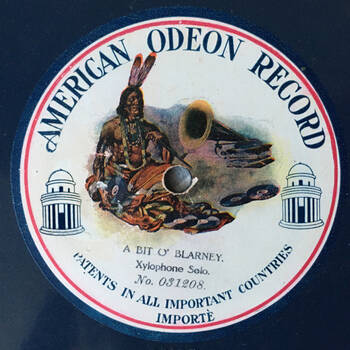 AMERICAN ODEON RECORD
A BIT O' BLARNEY.
Xylophone Solo.
No. 031208.
PATENTS IN ALL IMPORTANT COUNTRIES
IMPORTÈ